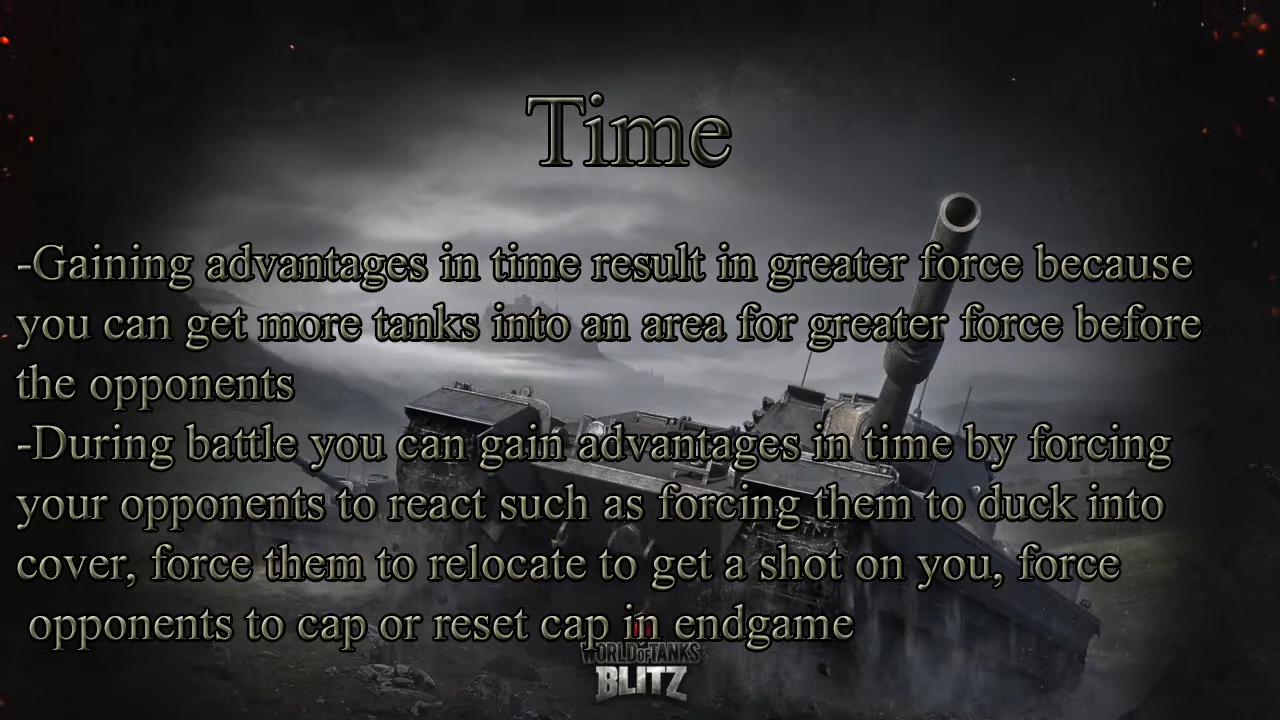 Time
-Gaining advantages in time result in greater force because
you can get more tanks into an area for greater force before
the opponents
-During battle you can gain advantages in time by forcing
your opponents to react such as forcing them to duck into
cover, force them to relocate to get a shot on you, force
opponents to cap or reset cap in endgame
WORLD OF TANKS
BLITZ